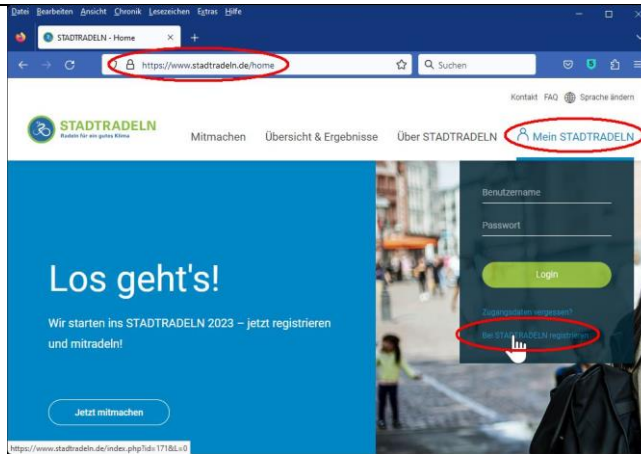 Datei Bearbeiten Ansicht Chronik Lesezeichen Extras Hilfe
STADTRADELN - Home
https://www.stadtradeln.de/home
Suchen
Kontakt FAQ Sprache ändern
STADTRADELN
Radeln für ein gutes Klima
Mitmachen Übersicht & Ergebnisse Über STADTRADELN Mein STADTRADELN
Benutzername
Passwort
Login
Zugangsdaten vergessen?
Bei STADTRADELN registrieren
Los geht's!
Wir starten ins STADTRADELN 2023 – jetzt registrieren
und mitradeln!
Jetzt mitmachen
https://www.stadtradeln.de/index.php?id=171&L=0